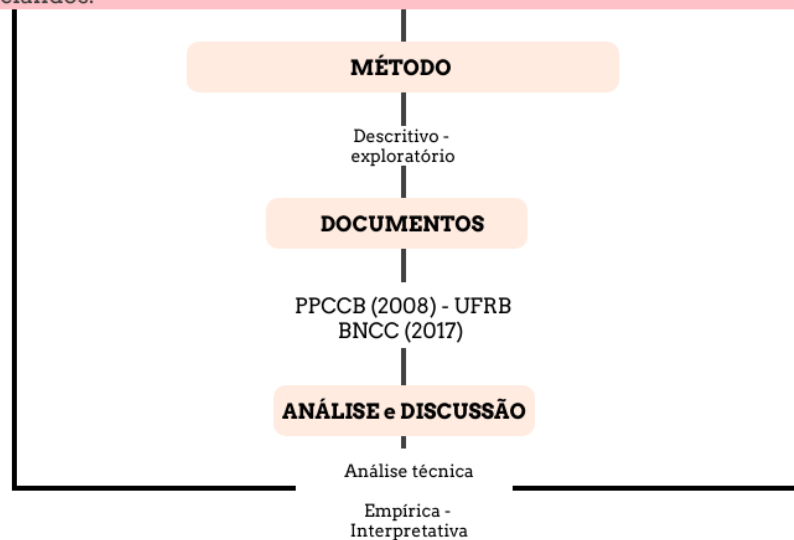 MÉTODO
Descritivo -
exploratório
DOCUMENTOS
PPCCB (2008) - UFRB
BNCC (2017)
ANÁLISE e DISCUSSÃO
Análise técnica
Empírica -
Interpretativa